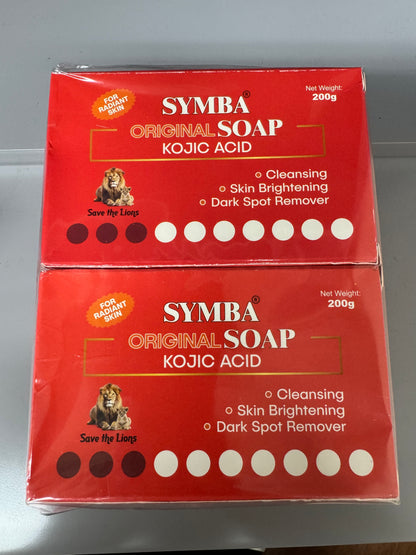 FOR
RADIANT
SKIN
SYMBA®
Net Weight:
200g
ORIGINAL SOAP
KOJIC ACID
Cleansing
Skin Brightening
Dark Spot Remover
Save the Lions
FOR
RADIANT
SKIN
SYMBA®
Net Weight:
200g
ORIGINAL SOAP
KOJIC ACID
Cleansing
Skin Brightening
Dark Spot Remover
Save the Lions